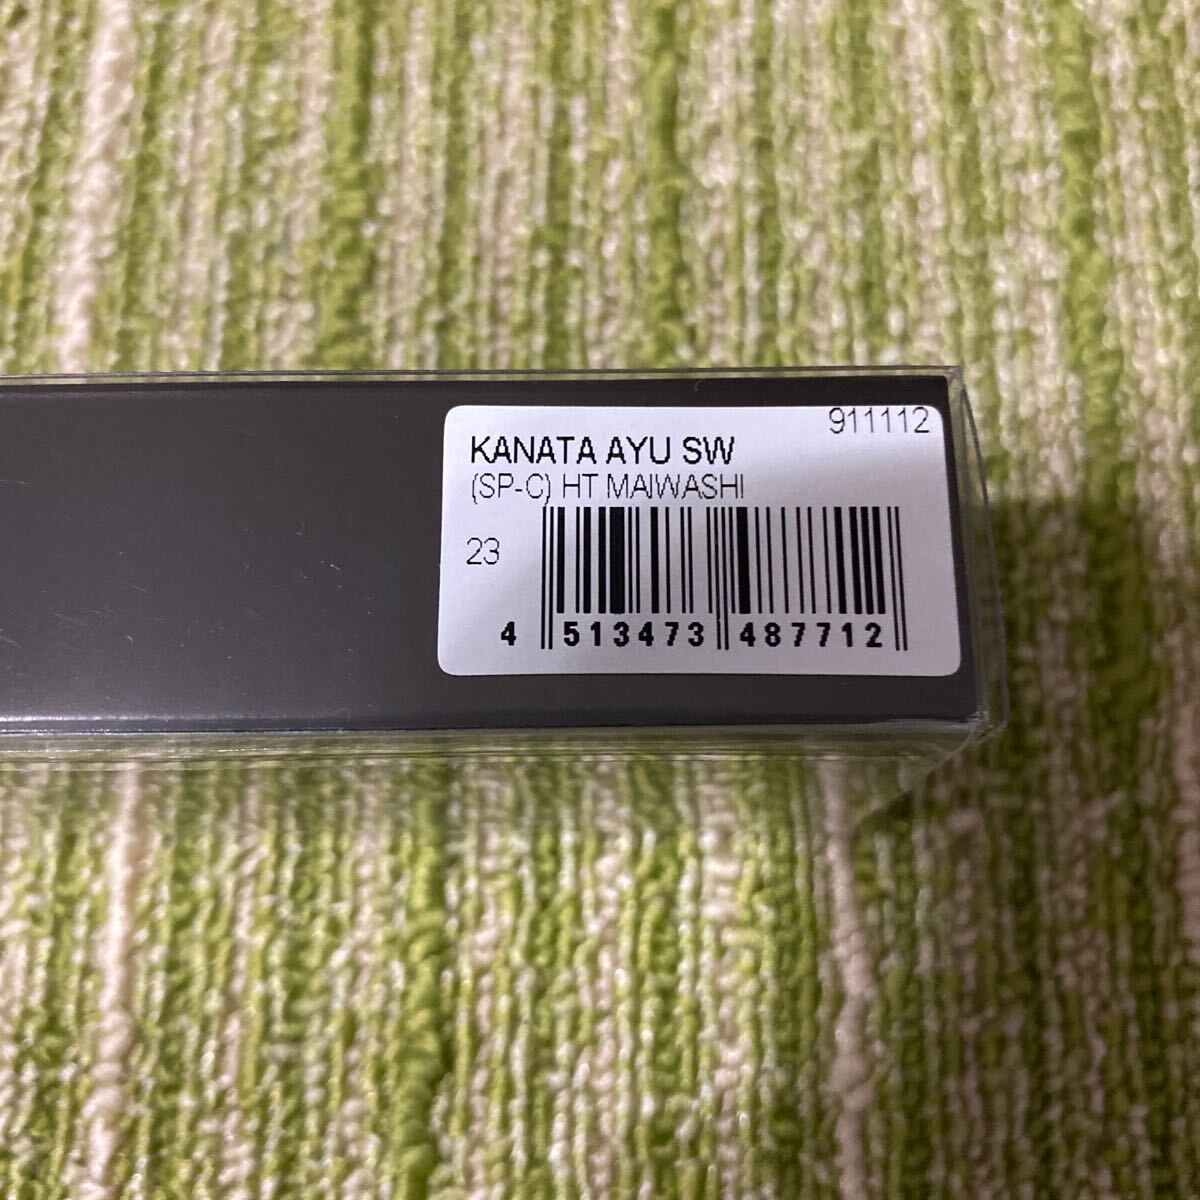 911112
KANATA AYU SW
(SP-C) HT MAIWASHI
23
4 513473 487712